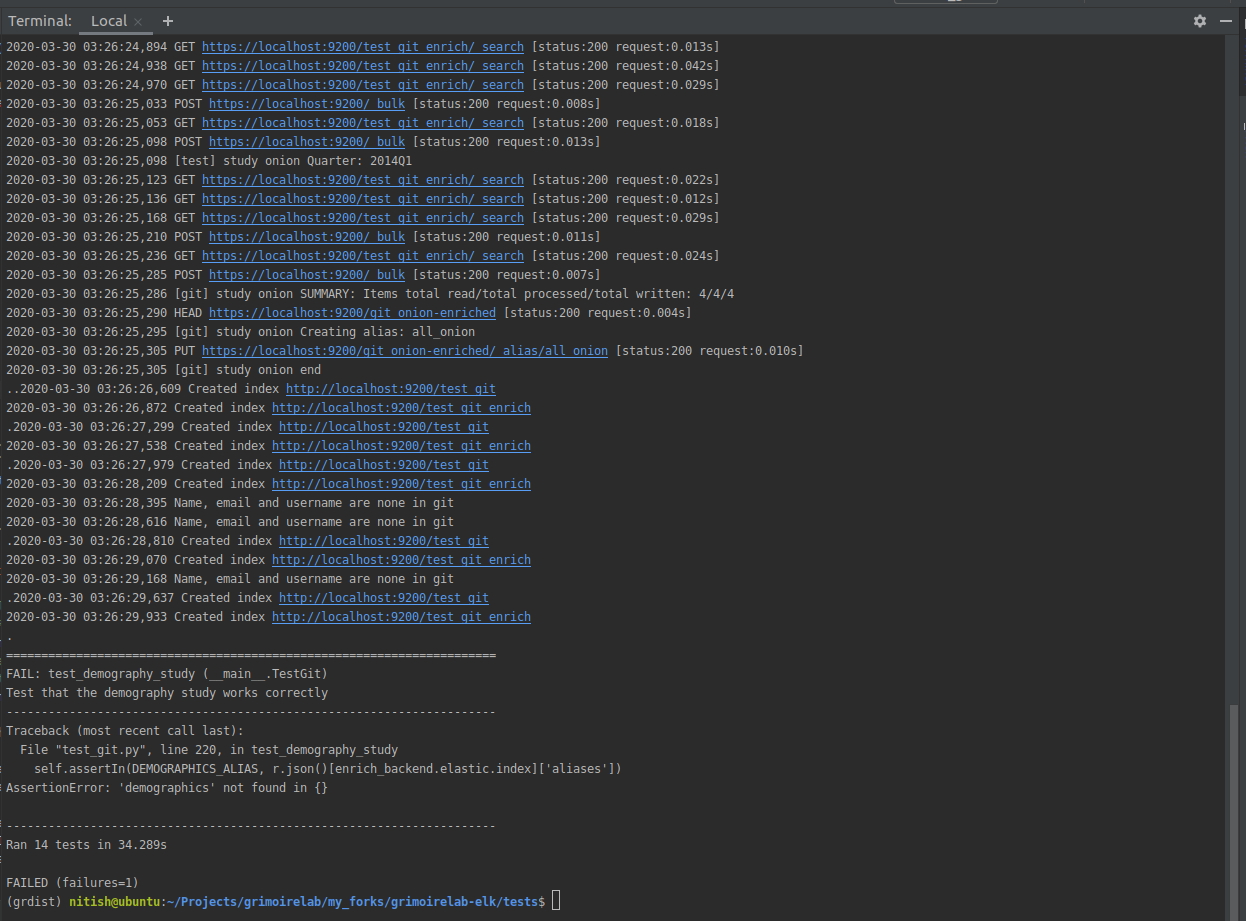 Terminal: Local × +
2020-03-30 03:26:24,894 GET https://localhost:9200/test_git_enrich/_search [status:200 request:0.013s]
2020-03-30 03:26:24,938 GET https://localhost:9200/test_git_enrich/_search [status:200 request:0.042s]
2020-03-30 03:26:24,970 GET https://localhost:9200/test_git_enrich/_search [status:200 request:0.029s]
2020-03-30 03:26:25,033 POST https://localhost:9200/_bulk [status:200 request:0.008s]
2020-03-30 03:26:25,053 GET https://localhost:9200/test_git_enrich/_search [status:200 request:0.018s]
2020-03-30 03:26:25,098 POST https://localhost:9200/_bulk [status:200 request:0.013s]
2020-03-30 03:26:25,098 [test] study onion Quarter: 2014Q1
2020-03-30 03:26:25,123 GET https://localhost:9200/test_git_enrich/_search [status:200 request:0.022s]
2020-03-30 03:26:25,136 GET https://localhost:9200/test_git_enrich/_search [status:200 request:0.012s]
2020-03-30 03:26:25,168 GET https://localhost:9200/test_git_enrich/_search [status:200 request:0.029s]
2020-03-30 03:26:25,210 POST https://localhost:9200/_bulk [status:200 request:0.011s]
2020-03-30 03:26:25,236 GET https://localhost:9200/test_git_enrich/_search [status:200 request:0.024s]
2020-03-30 03:26:25,285 POST https://localhost:9200/_bulk [status:200 request:0.007s]
2020-03-30 03:26:25,286 [git] study onion SUMMARY: Items total read/total processed/total written: 4/4/4
2020-03-30 03:26:25,290 HEAD https://localhost:9200/git_onion-enriched [status:200 request:0.004s]
2020-03-30 03:26:25,295 [git] study onion Creating alias: all_onion
2020-03-30 03:26:25,305 PUT https://localhost:9200/git_onion-enriched/_alias/all_onion [status:200 request:0.010s]
2020-03-30 03:26:25,305 [git] study onion end
..2020-03-30 03:26:26,609 Created index http://localhost:9200/test_git
2020-03-30 03:26:26,872 Created index http://localhost:9200/test_git_enrich
.2020-03-30 03:26:27,299 Created index http://localhost:9200/test_git
2020-03-30 03:26:27,538 Created index http://localhost:9200/test_git_enrich
.2020-03-30 03:26:27,979 Created index http://localhost:9200/test_git
2020-03-30 03:26:28,209 Created index http://localhost:9200/test_git_enrich
2020-03-30 03:26:28,395 Name, email and username are none in git
2020-03-30 03:26:28,616 Name, email and username are none in git
.2020-03-30 03:26:28,810 Created index http://localhost:9200/test_git
2020-03-30 03:26:29,070 Created index http://localhost:9200/test_git_enrich
2020-03-30 03:26:29,168 Name, email and username are none in git
.2020-03-30 03:26:29,637 Created index http://localhost:9200/test_git
2020-03-30 03:26:29,933 Created index http://localhost:9200/test_git_enrich
.
======================================================================
FAIL: test_demography_study (__main__.TestGit)
Test that the demography study works correctly
----------------------------------------------------------------------
Traceback (most recent call last):
  File "test_git.py", line 220, in test_demography_study
    self.assertIn(DEMOGRAPHICS_ALIAS, r.json()[enrich_backend.elastic.index]['aliases'])
AssertionError: 'demographics' not found in {}
----------------------------------------------------------------------
Ran 14 tests in 34.289s
FAILED (failures=1)
(grdist) nitish@ubuntu:~/Projects/grimoirelab/my_forks/grimoirelab-elk/tests$